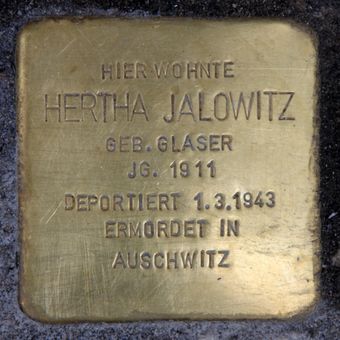 HIER WOHNTE
HERTHA JALOWITZ
GEB. GLASER
JG. 1911
DEPORTIERT 1.3.1943
ERMORDET IN
AUSCHWITZ